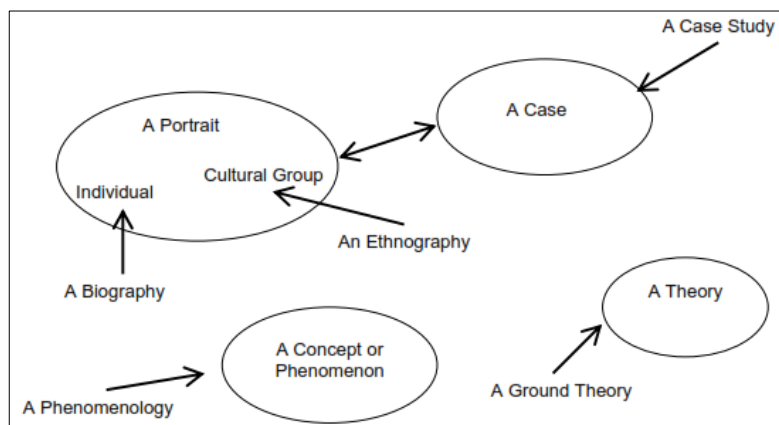 A Case Study
A Portrait
A Case
Individual
Cultural Group
An Ethnography
A Biography
A Theory
A Concept or
Phenomenon
A Phenomenology
A Ground Theory